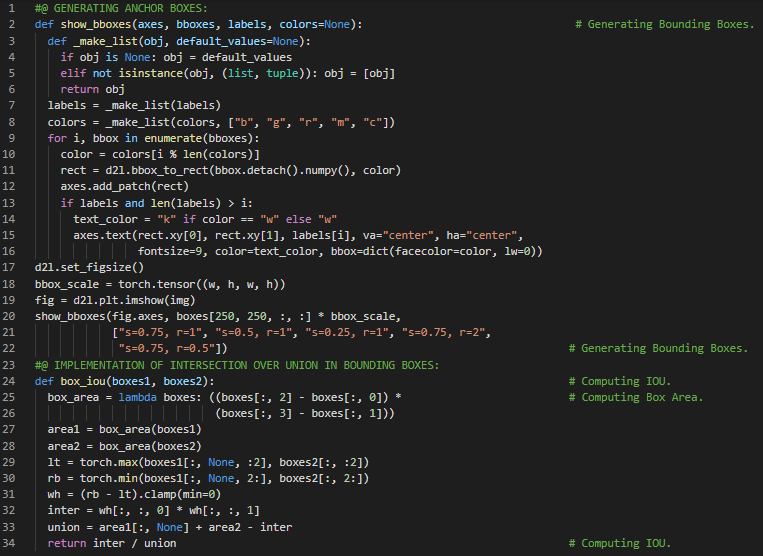 1 #@ GENERATING ANCHOR BOXES:
2 def show_bboxes(axes, bboxes, labels, colors=None): # Generating Bounding Boxes.
3 def _make_list(obj, default_values=None):
4 if obj is None: obj = default_values
5 elif not isinstance(obj, (list, tuple)): obj = [obj]
6 return obj
7 labels = _make_list(labels)
8 colors = _make_list(colors, ["b", "g", "r", "m", "c"])
9 for i, bbox in enumerate(bboxes):
10 color = colors[i % len(colors)]
11 rect = d2l.bbox_to_rect(bbox.detach().numpy(), color)
12 axes.add_patch(rect)
13 if labels and len(labels) > i:
14 text_color = "k" if color == "w" else "w"
15 axes.text(rect.xy[0], rect.xy[1], labels[i], va="center", ha="center",
16 fontsize=9, color=text_color, bbox=dict(facecolor=color, lw=0))
17 d2l.set_figsize()
18 bbox_scale = torch.tensor((w, h, w, h))
19 fig = d2l.plt.imshow(img)
20 show_bboxes(fig.axes, boxes[250, 250, :, :] * bbox_scale,
21 ["s=0.75, r=1", "s=0.5, r=1", "s=0.25, r=1", "s=0.75, r=2",
22 "s=0.75, r=0.5"]) # Generating Bounding Boxes.
23 #@ IMPLEMENTATION OF INTERSECTION OVER UNION IN BOUNDING BOXES:
24 def box_iou(boxes1, boxes2): # Computing IOU.
25 box_area = lambda boxes: ((boxes[:, 2] - boxes[:, 0]) * # Computing Box Area.
26 (boxes[:, 3] - boxes[:, 1]))
27 area1 = box_area(boxes1)
28 area2 = box_area(boxes2)
29 lt = torch.max(boxes1[:, None, :2], boxes2[:, :2])
30 rb = torch.min(boxes1[:, None, 2:], boxes2[:, 2:])
31 wh = (rb - lt).clamp(min=0)
32 inter = wh[:, :, 0] * wh[:, :, 1]
33 union = area1[:, None] + area2 - inter
34 return inter / union # Computing IOU.